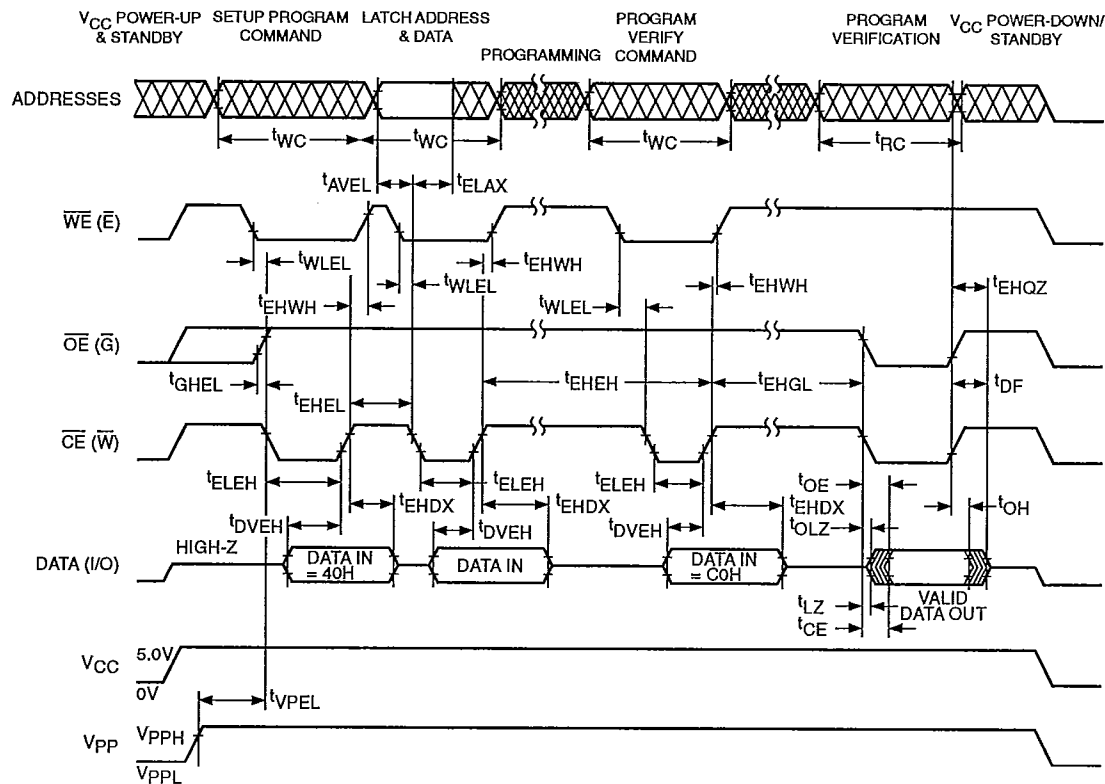 VCC POWER-UP & STANDBY
SETUP PROGRAM COMMAND
LATCH ADDRESS & DATA
PROGRAMMING
PROGRAM VERIFY COMMAND
PROGRAM VERIFICATION
VCC POWER-DOWN/ STANDBY
ADDRESSES
tWC
tWC
tWC
tRC
tAVEL
tELAX
WE (E)
tWLEL
tEHWH
tWLEL
tEHWH
tWLEL
tEHWH
tEHQZ
OE (G)
tGHEL
tEHEL
tEHEH
tEHGL
tDF
CE (W)
tELEH
tEHDX
tELEH
tEHDX
tELEH
tEHDX
tOE
tOH
tDVEH
tDVEH
tDVEH
tOLZ
DATA (I/O)
HIGH-Z
DATA IN = 40H
DATA IN
DATA IN = C0H
VALID DATA OUT
tLZ
tCE
VCC
5.0V
0V
tVPEL
VPP
VPPH
VPPL